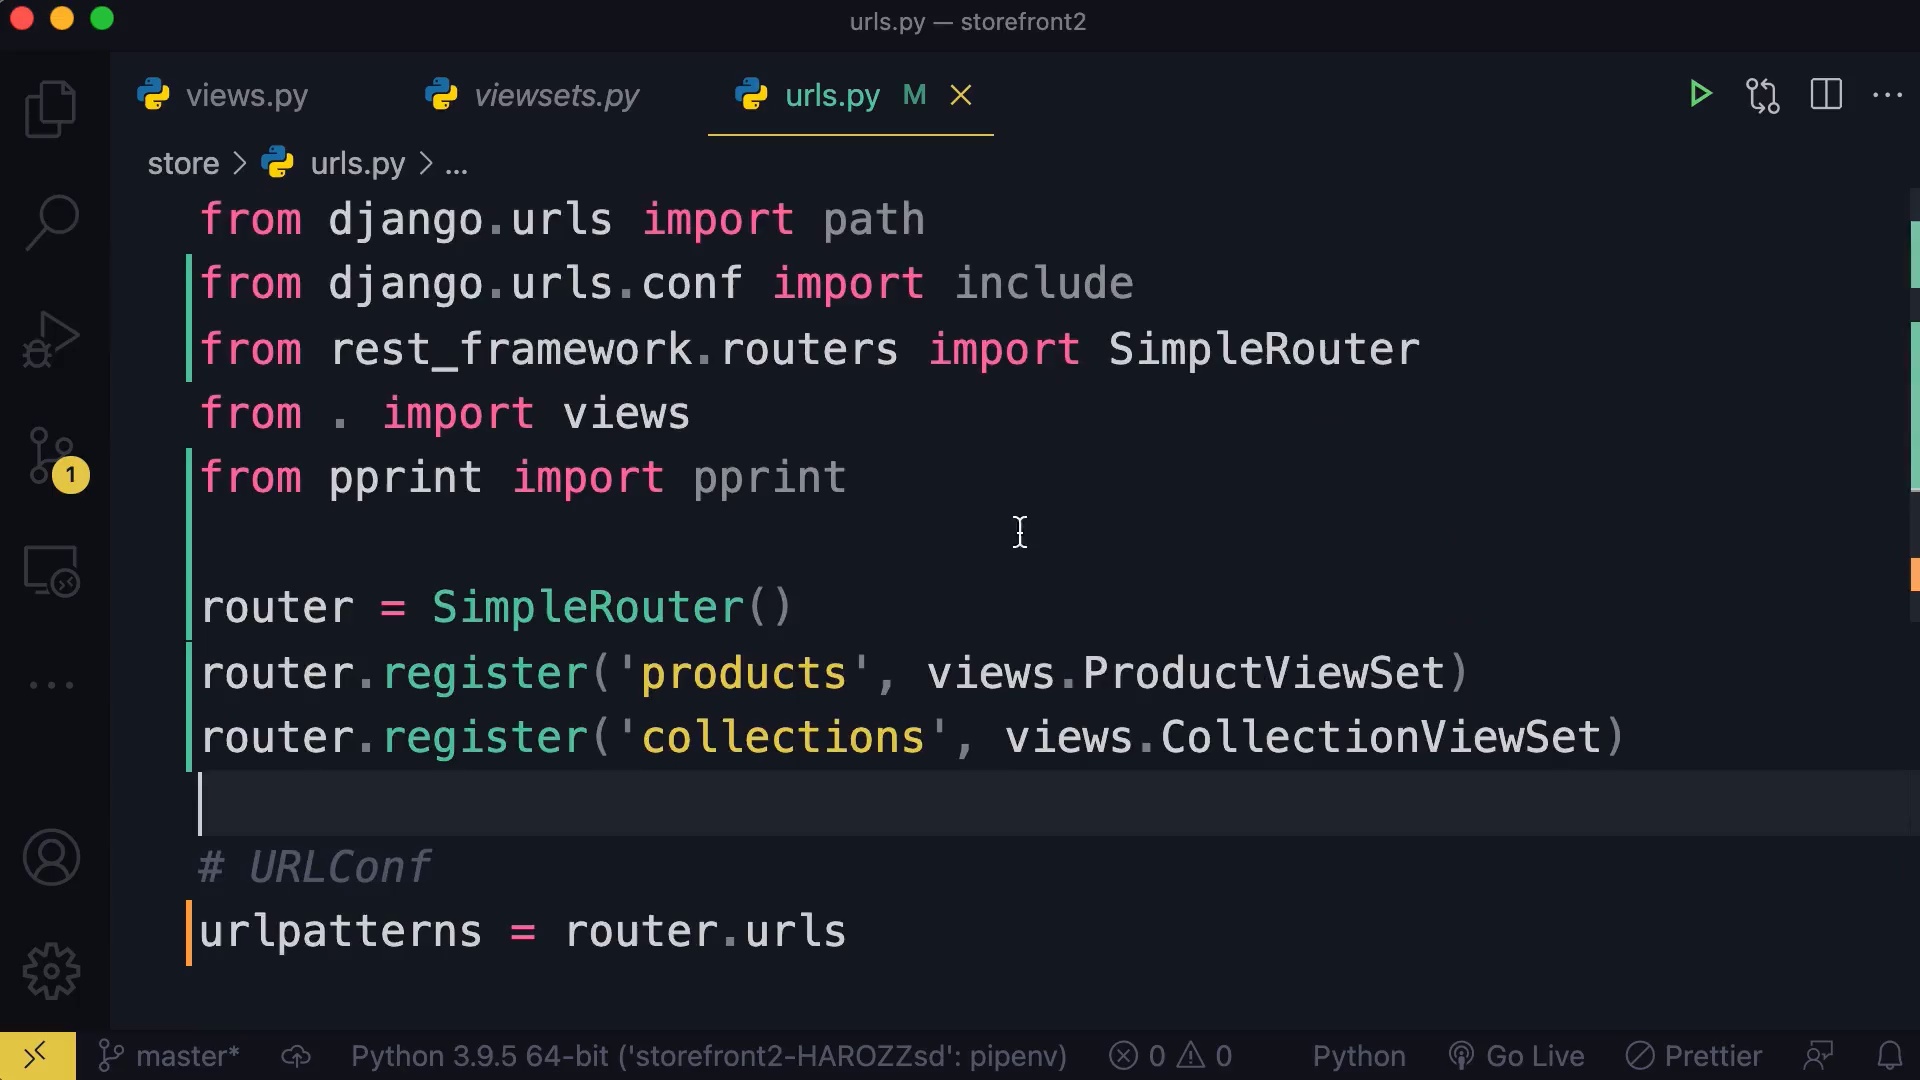 urls.py — storefront2
views.py
viewsets.py
urls.py M
store > urls.py > ...
from django.urls import path
from django.urls.conf import include
from rest_framework.routers import SimpleRouter
from . import views
from pprint import pprint
router = SimpleRouter()
router.register('products', views.ProductViewSet)
router.register('collections', views.CollectionViewSet)
# URLConf
urlpatterns = router.urls
1
master* Python 3.9.5 64-bit ('storefront2-HAROZZsd': pipenv) 0 0 Python Go Live Prettier